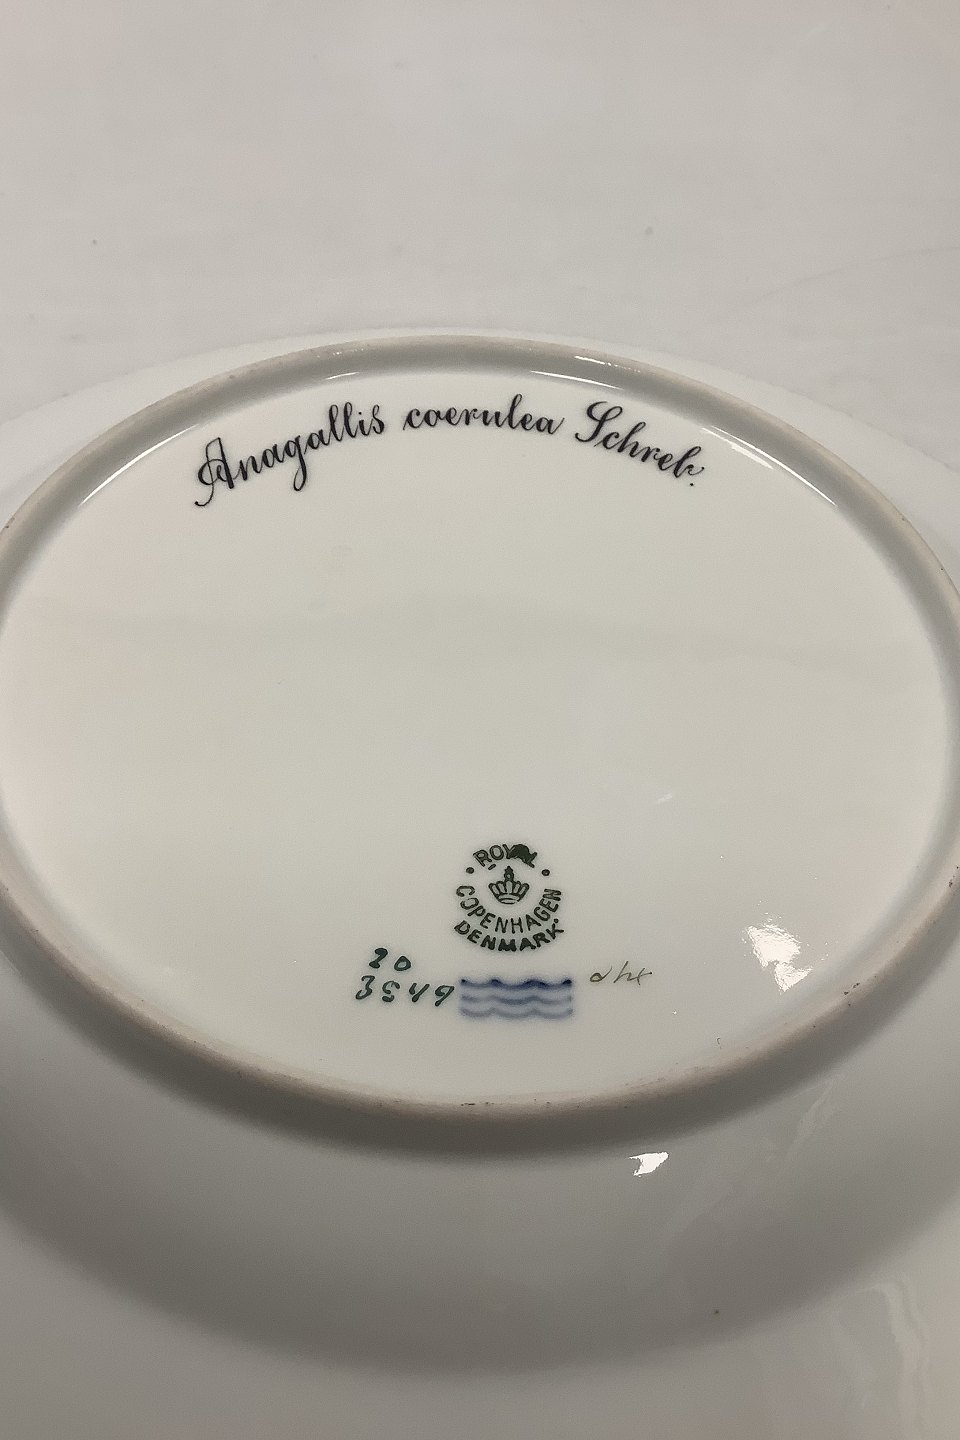 Anagallis coerulea Schreb.
ROYAL
COPENHAGEN
DENMARK
20
3549